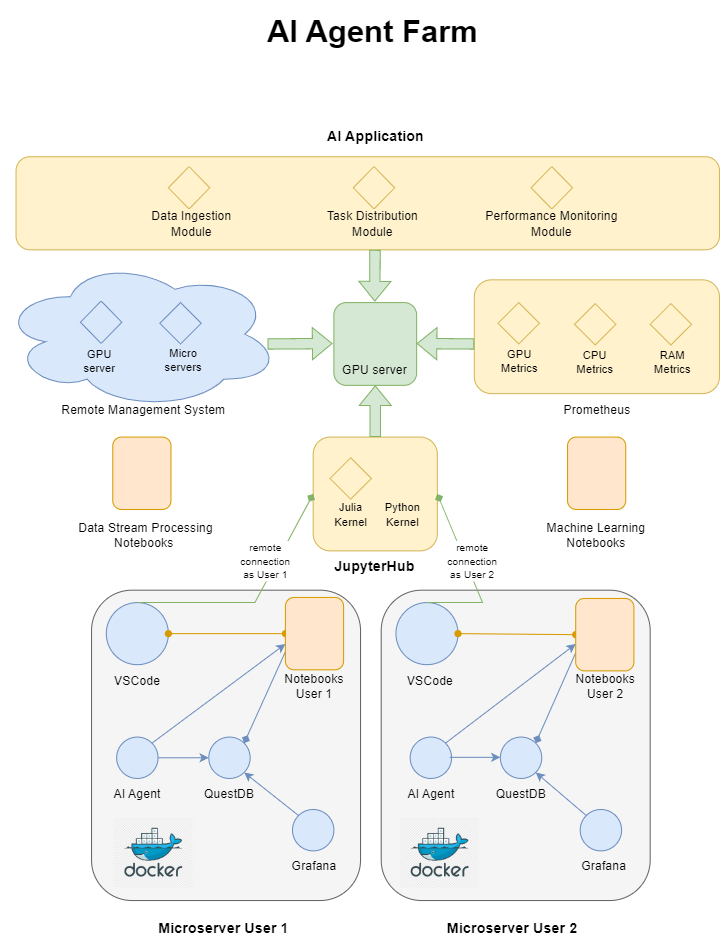 AI Agent Farm
AI Application
Data Ingestion
Module
Task Distribution
Module
Performance Monitoring
Module
GPU
server
Micro
servers
Remote Management System
GPU server
GPU
Metrics
CPU
Metrics
RAM
Metrics
Prometheus
Data Stream Processing
Notebooks
Julia
Kernel
Python
Kernel
JupyterHub
Machine Learning
Notebooks
remote
connection
as User 1
remote
connection
as User 2
VSCode
Notebooks
User 1
AI Agent
QuestDB
Grafana
docker
Microserver User 1
VSCode
Notebooks
User 2
AI Agent
QuestDB
Grafana
docker
Microserver User 2